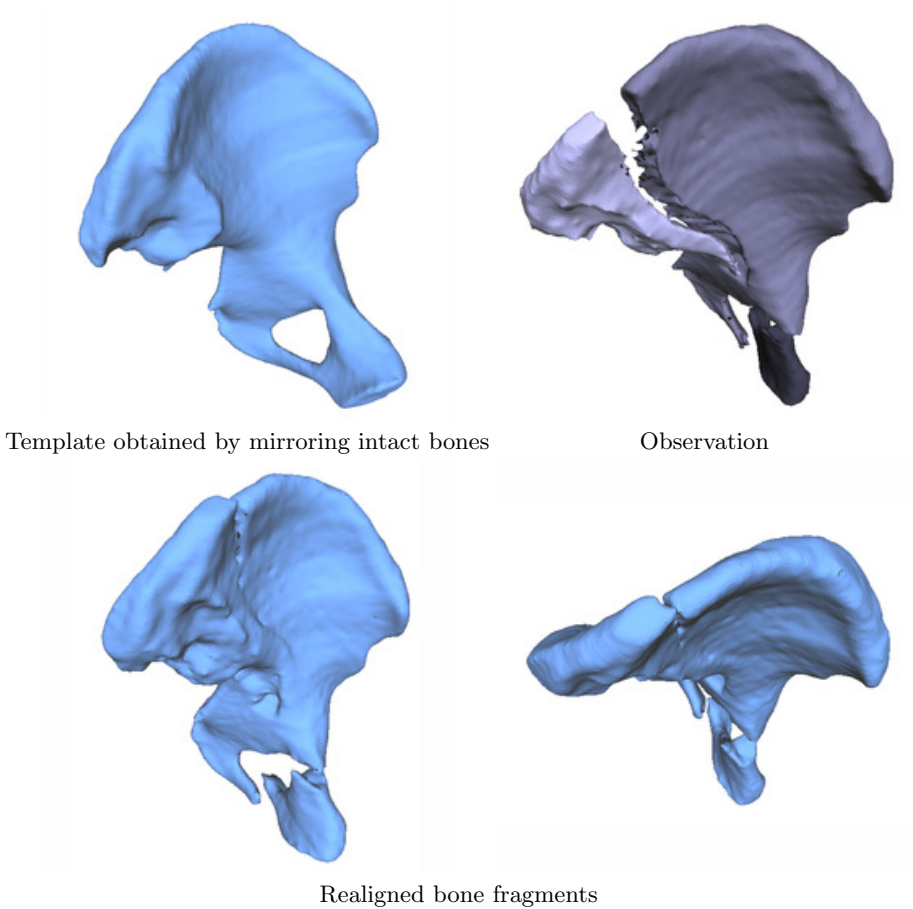 Template obtained by mirroring intact bones
Observation
Realigned bone fragments